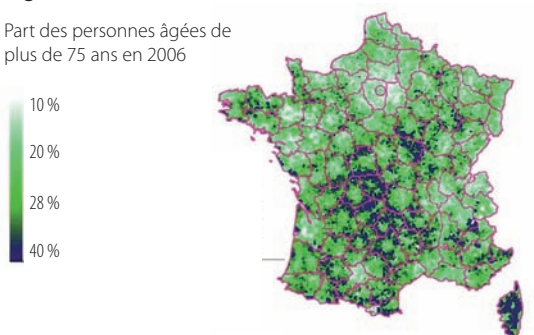 Part des personnes âgées de
plus de 75 ans en 2006
10 %
20 %
28 %
40 %